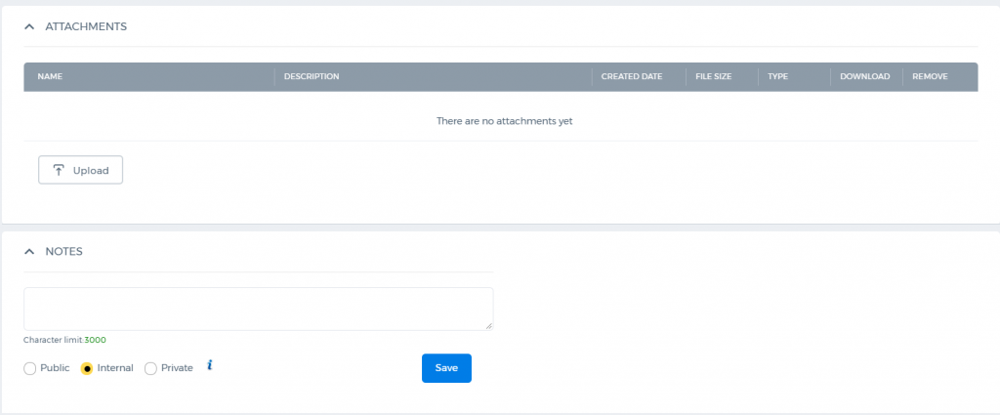 ATTACHMENTS
NAME DESCRIPTION CREATED DATE FILE SIZE TYPE DOWNLOAD REMOVE
There are no attachments yet
Upload
NOTES
Character limit:3000
Public Internal Private i Save